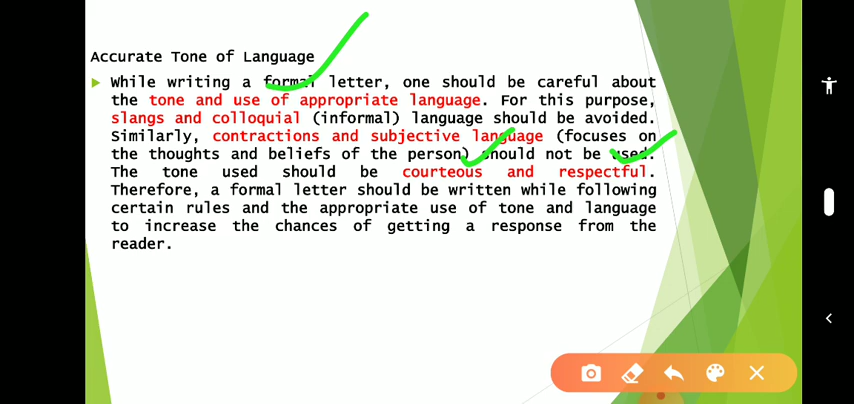 Accurate Tone of Language
While writing a formal letter, one should be careful about
the tone and use of appropriate language. For this purpose,
slangs and colloquial (informal) language should be avoided.
Similarly, contractions and subjective language (focuses on
the thoughts and beliefs of the person) should not be used.
The tone used should be courteous and respectful.
Therefore, a formal letter should be written while following
certain rules and the appropriate use of tone and language
to increase the chances of getting a response from the
reader.